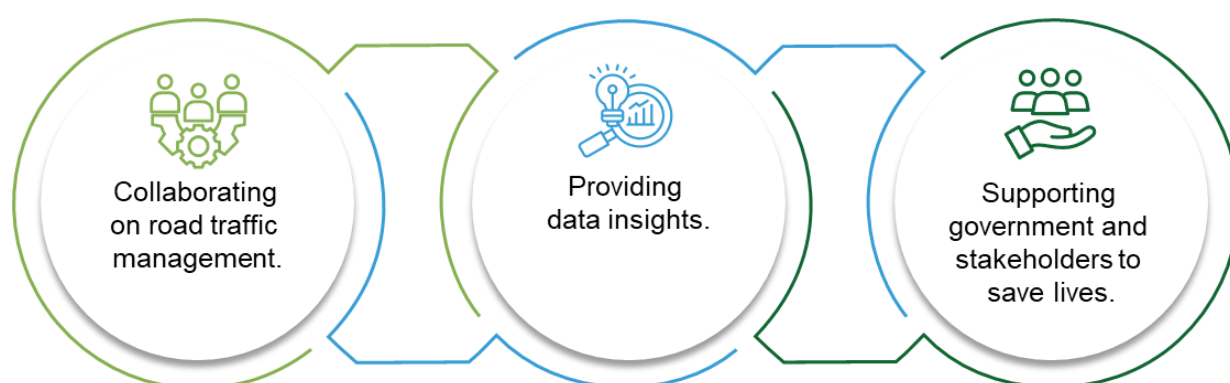 Collaborating
on road traffic
management.
Providing
data insights.
Supporting
government and
stakeholders to
save lives.